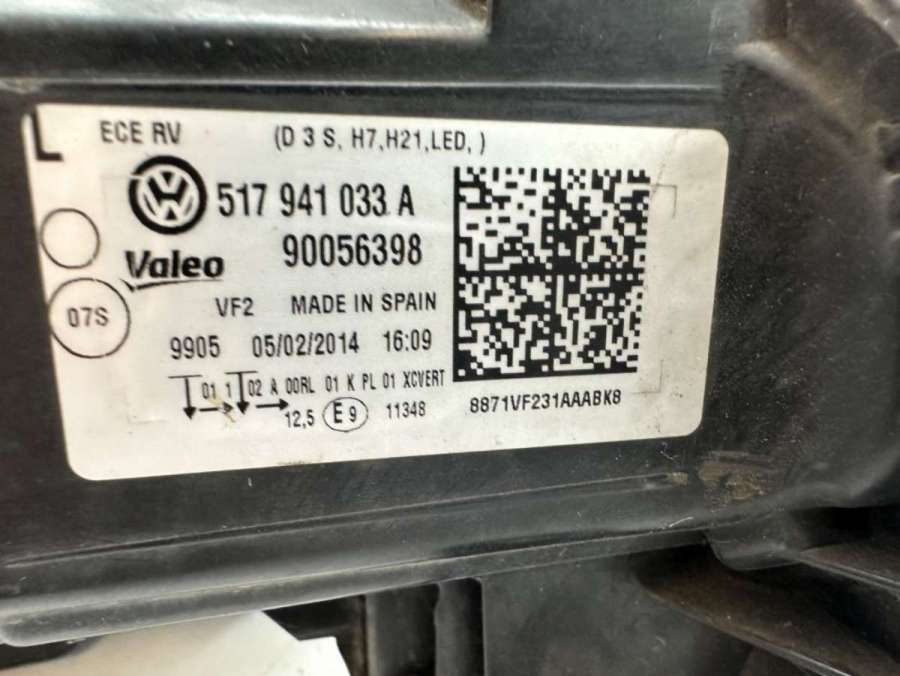 L
ECE RV (D 3 S, H7,H21,LED, )
517 941 033 A
Valeo 90056398
VF2 MADE IN SPAIN
07S
9905 05/02/2014 16:09
01 1 02 A 00RL 01 K PL 01 XCVERT
12,5 E9 11348
8871VF231AAABK8